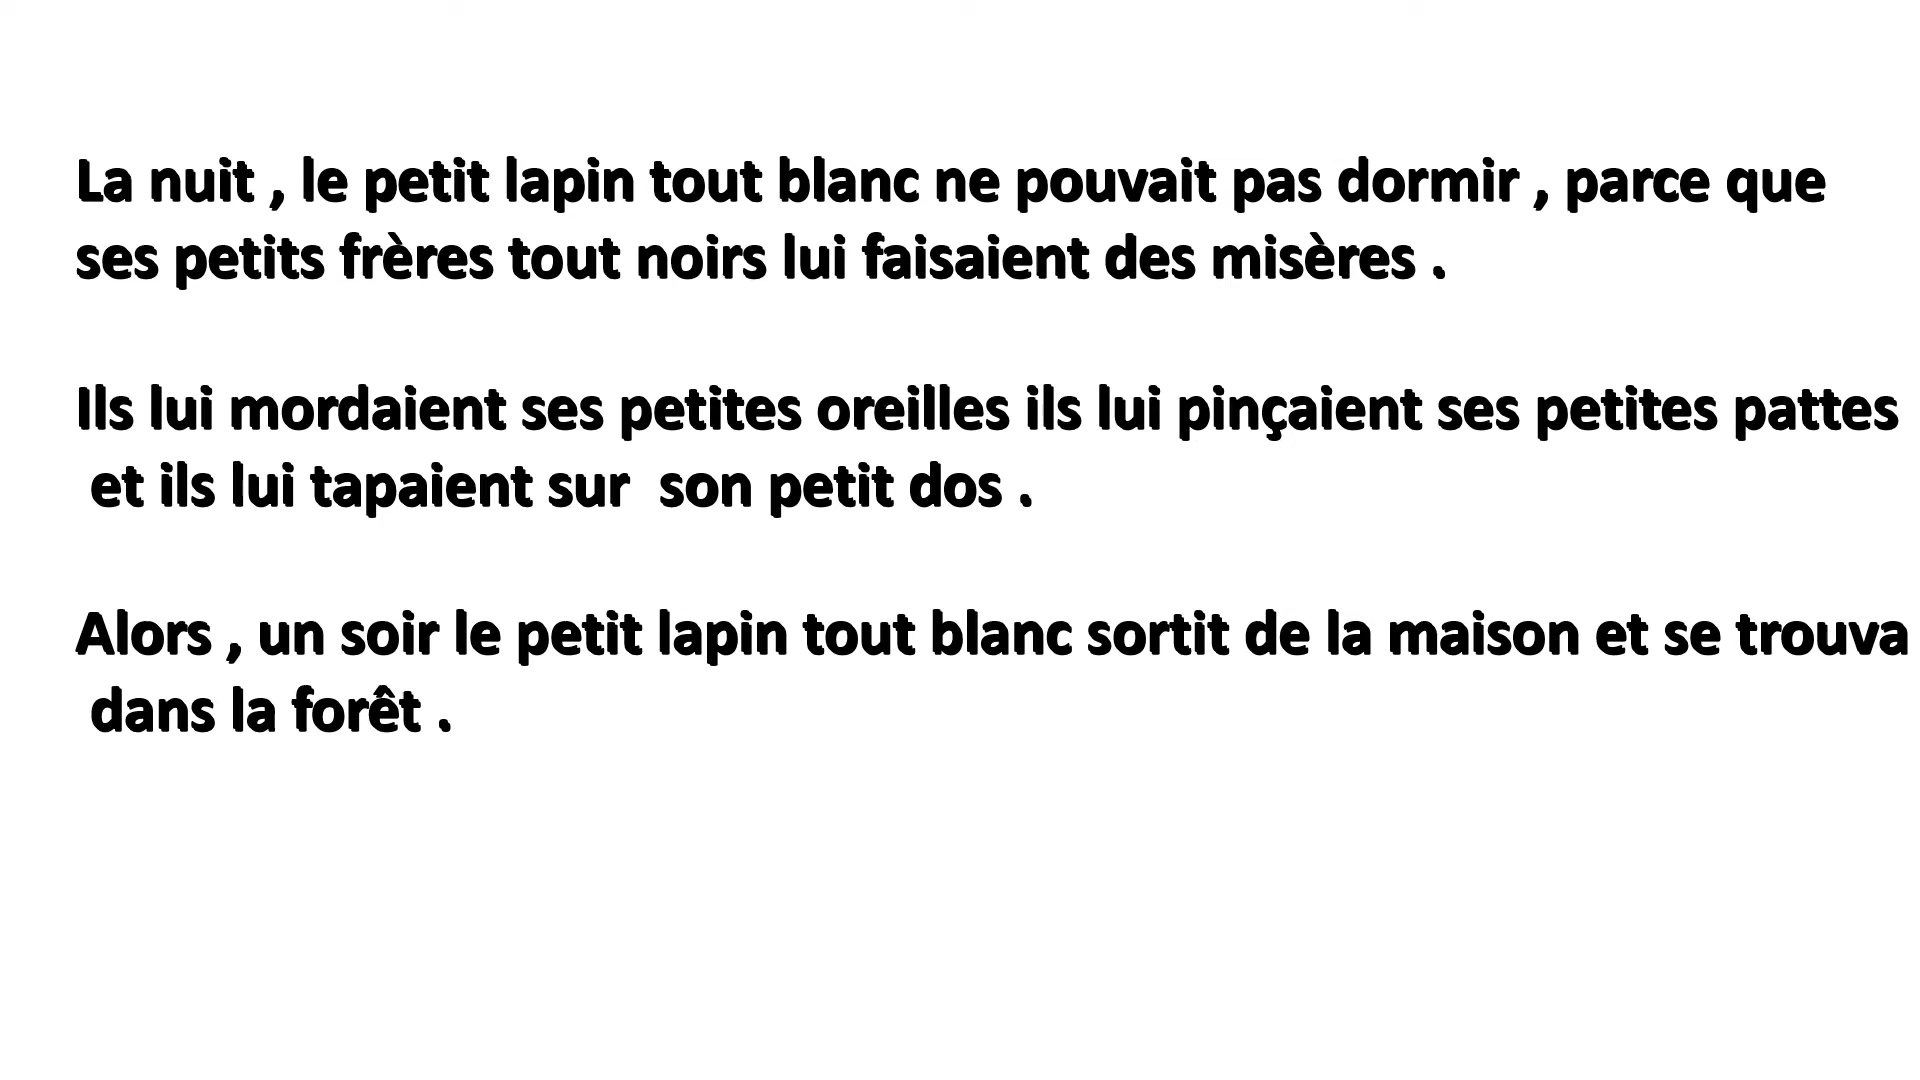 La nuit , le petit lapin tout blanc ne pouvait pas dormir , parce que
ses petits frères tout noirs lui faisaient des misères .
Ils lui mordaient ses petites oreilles ils lui pinçaient ses petites pattes
et ils lui tapaient sur  son petit dos .
Alors , un soir le petit lapin tout blanc sortit de la maison et se trouva
dans la forêt .